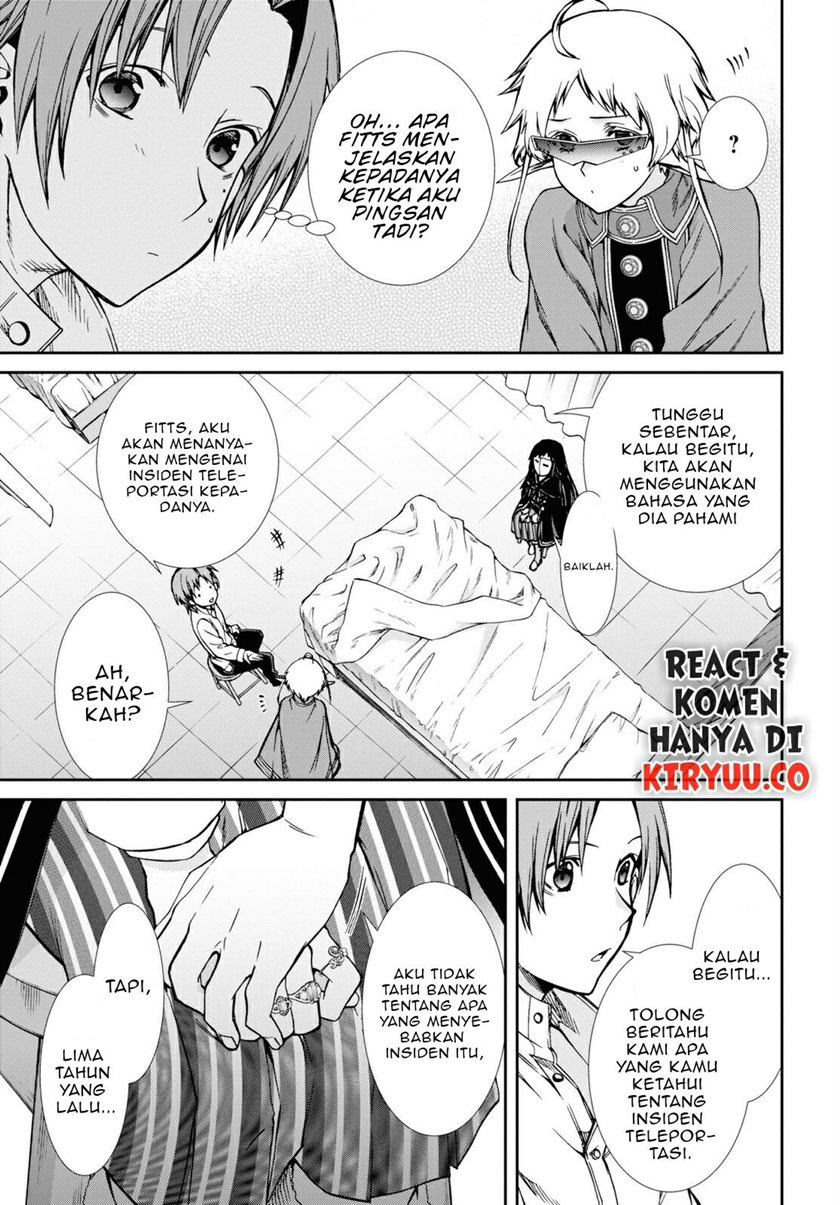 ?
OH... APA
FITTS MEN-
JELASKAN
KEPADANYA
KETIKA AKU
PINGSAN
TADI?
TUNGGU
SEBENTAR,
KALAU BEGITU,
KITA AKAN
MENGGUNAKAN
BAHASA YANG
DIA PAHAMI
BAIKLAH.
FITTS, AKU
AKAN MENANYA-
KAN MENGENAI
INSIDEN TELE-
PORTASI KEPA-
DANYA.
AH,
BENAR-
KAH?
REACT &
KOMEN
HANYA DI
KIRYUU.CO
KALAU
BEGITU...
TOLONG
BERITAHU
KAMI APA
YANG KAMU
KETAHUI
TENTANG
INSIDEN
TELEPOR-
TASI.
AKU TIDAK
TAHU BANYAK
TENTANG APA
YANG MENYE-
BABKAN
INSIDEN ITU,
TAPI,
LIMA
TAHUN
YANG
LALU...